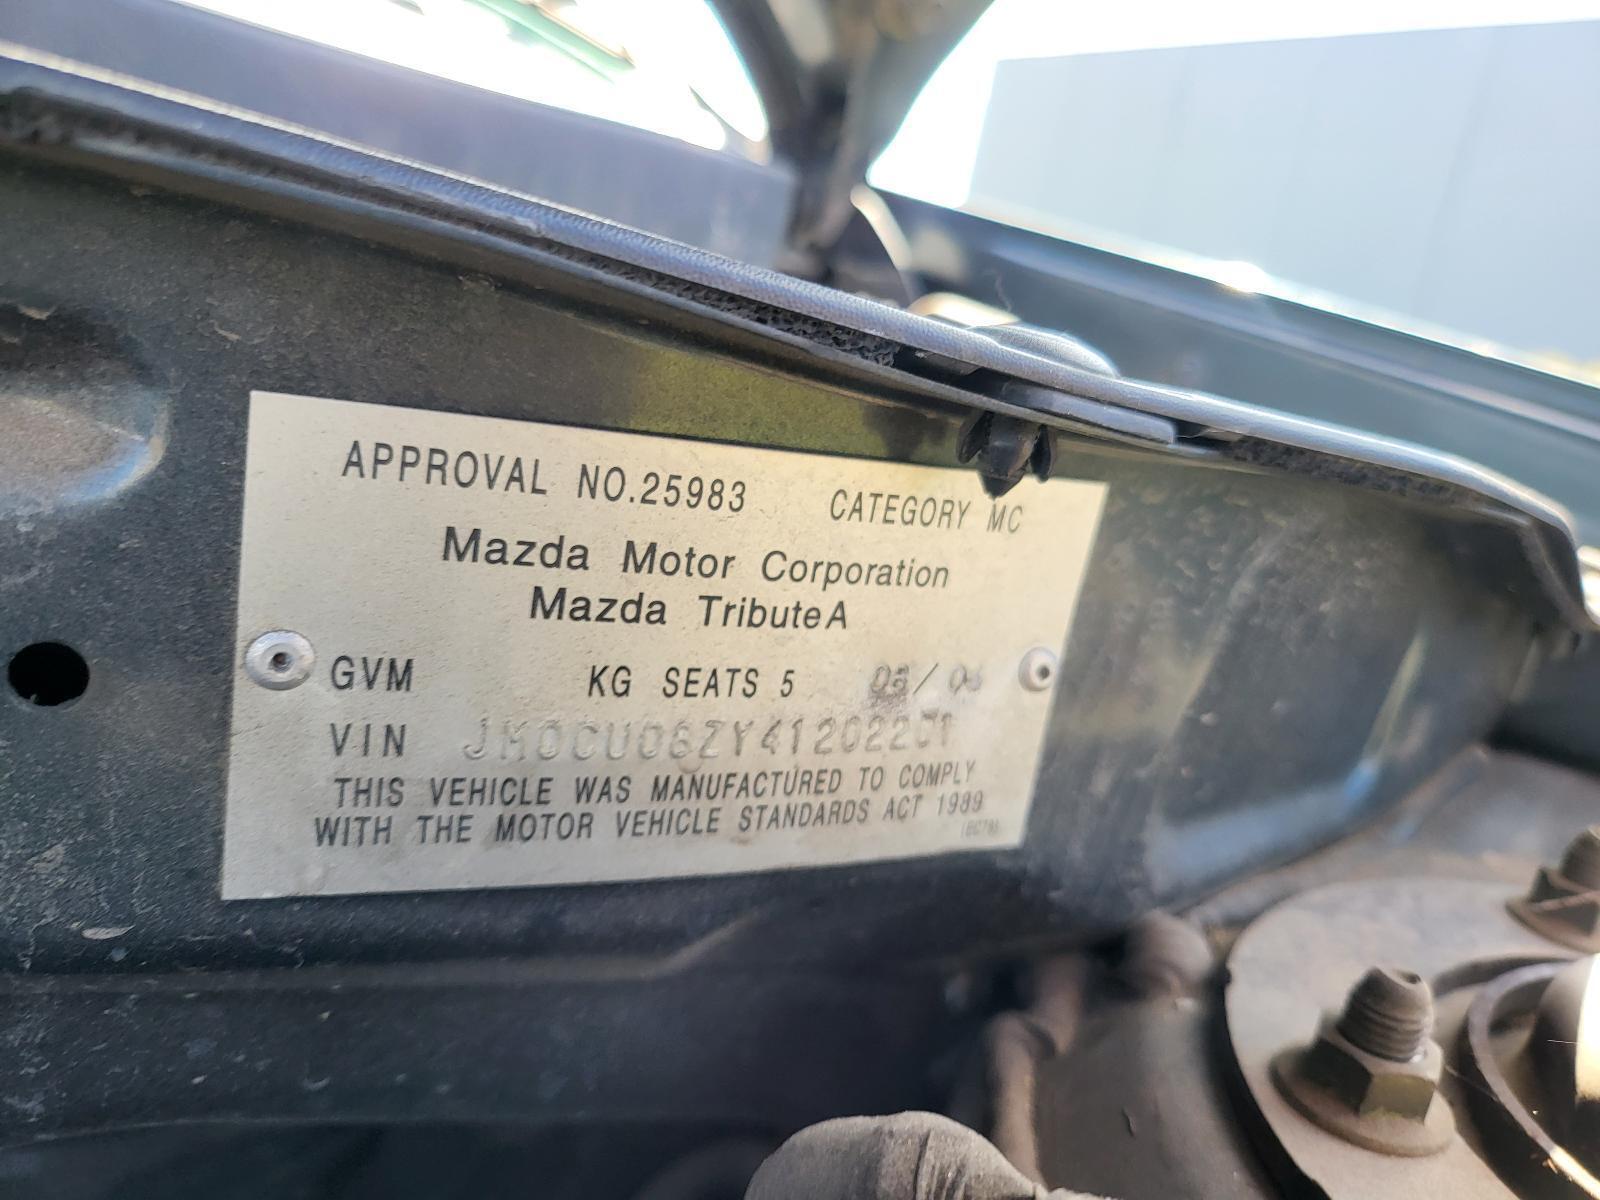 APPROVAL NO.25983 CATEGORY MC
Mazda Motor Corporation
Mazda Tribute A
GVM KG SEATS 5
VIN
THIS VEHICLE WAS MANUFACTURED TO COMPLY
WITH THE MOTOR VEHICLE STANDARDS ACT 1989